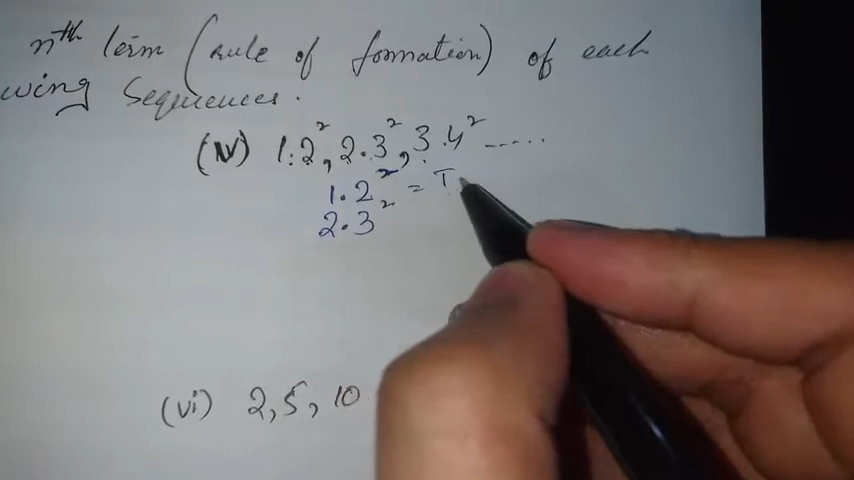 nth term (rule of formation) of each
wing Sequences.
(iv) 1.2², 2.3², 3.4² .....
1.2² = T
2.3²
(vi) 2, 5, 10